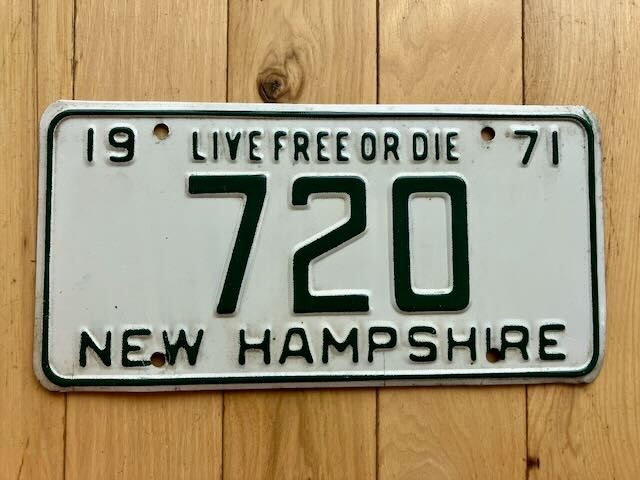 19 LIVE FREE OR DIE 71
720
NEW HAMPSHIRE